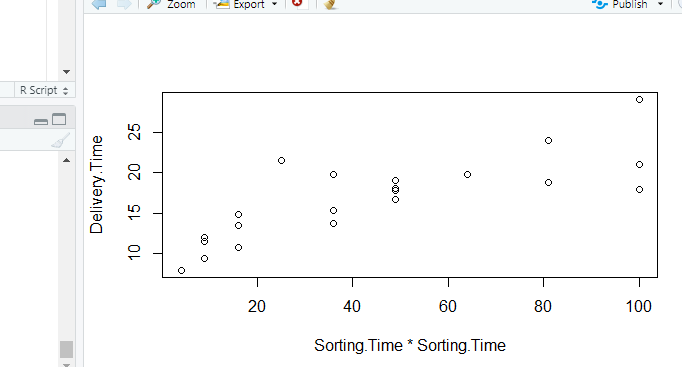 Zoom Export Publish
R Script
Delivery.Time
25
20
15
10
20 40 60 80 100
Sorting.Time * Sorting.Time